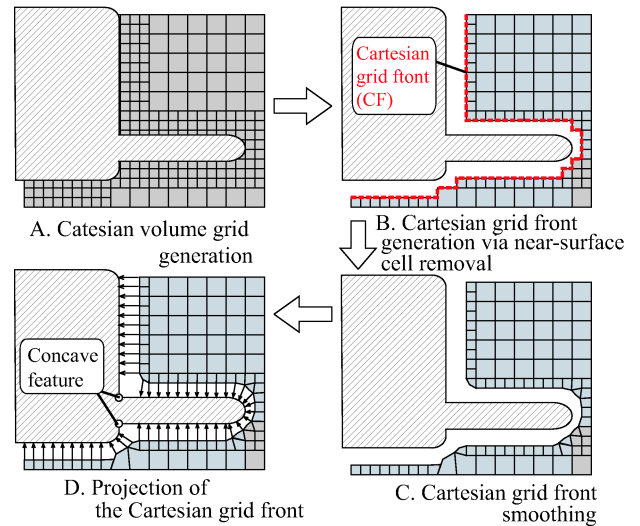 Cartesian
grid ftont
(CF)
A. Catesian volume grid
generation
B. Cartesian grid front
generation via near-surface
cell removal
Concave
feature
D. Projection of
the Cartesian grid front
C. Cartesian grid front
smoothing